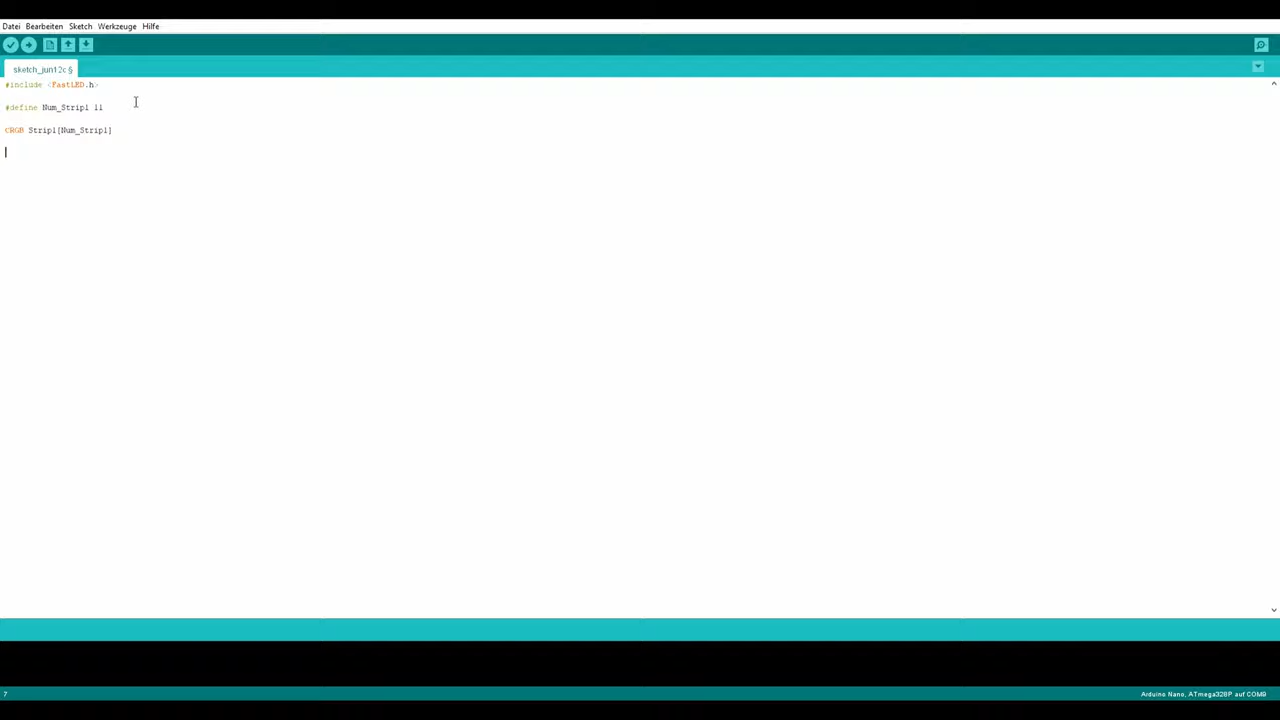 Datei Bearbeiten Sketch Werkzeuge Hilfe
sketch_jun12c §
#include <FastLED.h>
#define Num_Strip1 11
CRGB Strip1[Num_Strip1]
7
Arduino Nano, ATmega328P auf COM9